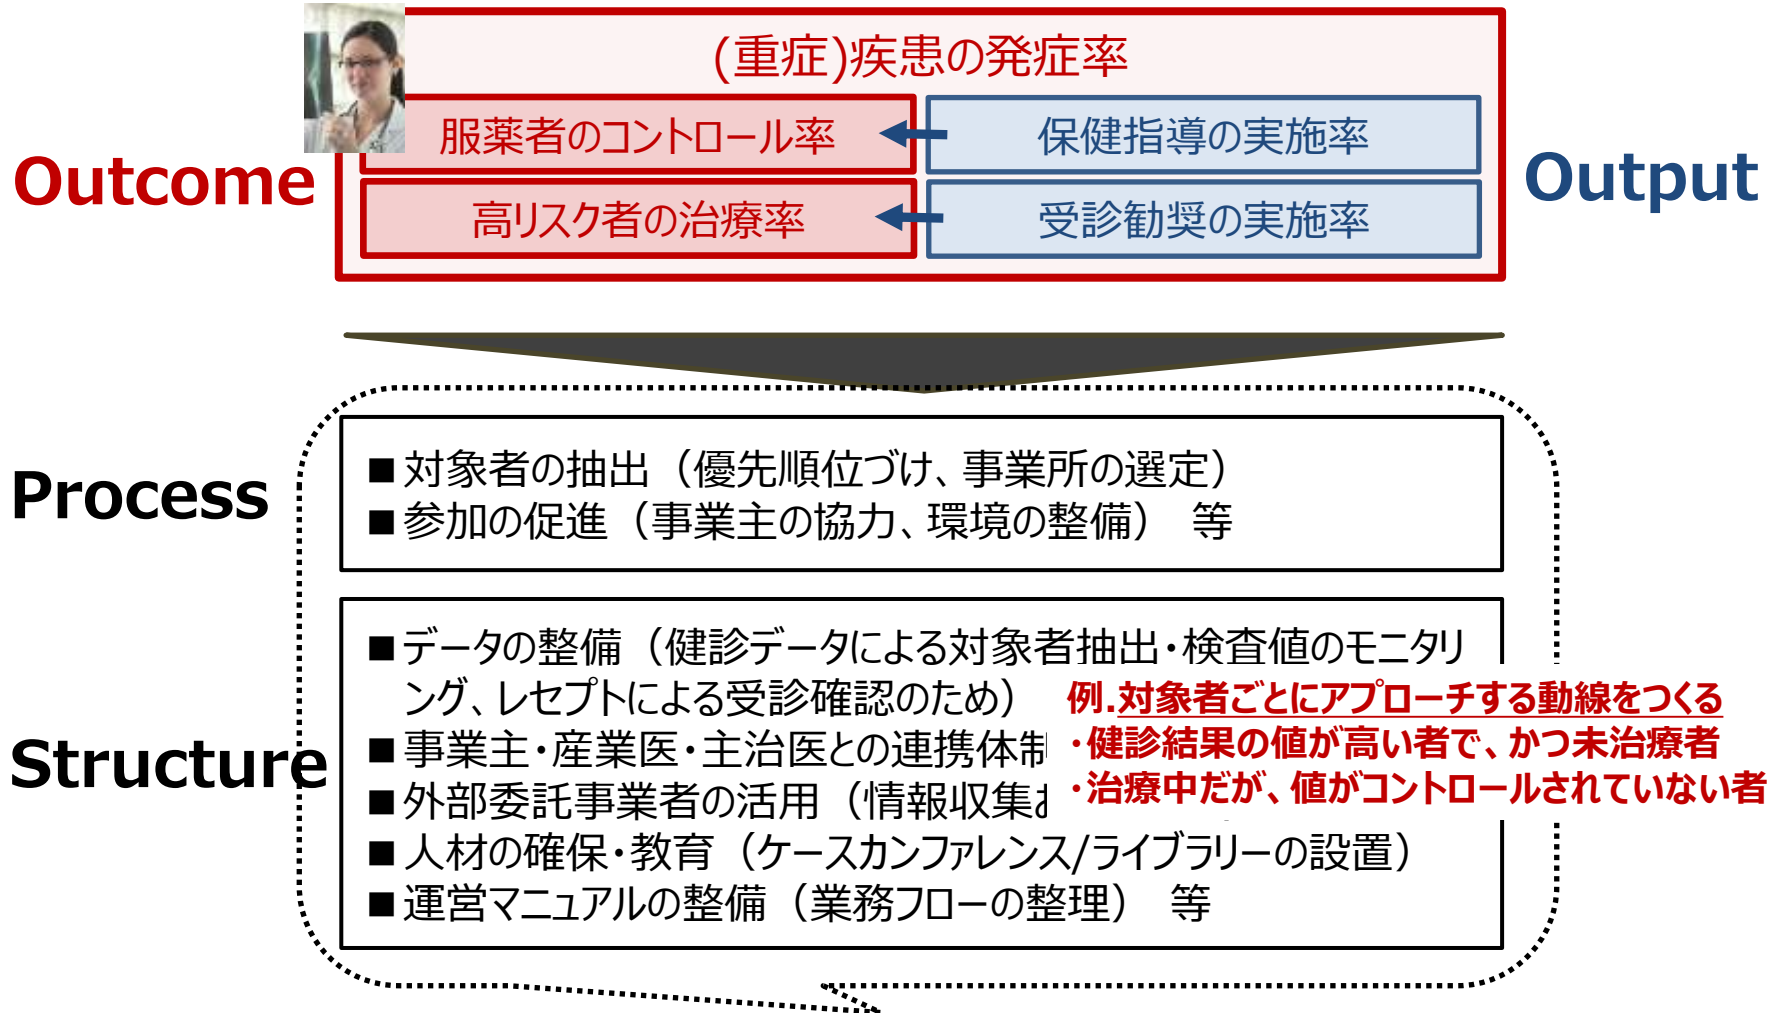 (重症)疾患の発症率
服薬者のコントロール率
保健指導の実施率
Outcome
Output
高リスク者の治療率
受診勧奨の実施率
Process
■対象者の抽出（優先順位づけ、事業所の選定）
■参加の促進（事業主の協力、環境の整備）　等
Structure
■データの整備（健診データによる対象者抽出・検査値のモニタリ
ング、レセプトによる受診確認のため）
■事業主・産業医・主治医との連携体制
■外部委託事業者の活用（情報収集
■人材の確保・教育（ケースカンファレンス/ライブラリーの設置）
■運営マニュアルの整備（業務フローの整理）　等
例.対象者ごとにアプローチする動線をつくる
・健診結果の値が高い者で、かつ未治療者
・治療中だが、値がコントロールされていない者